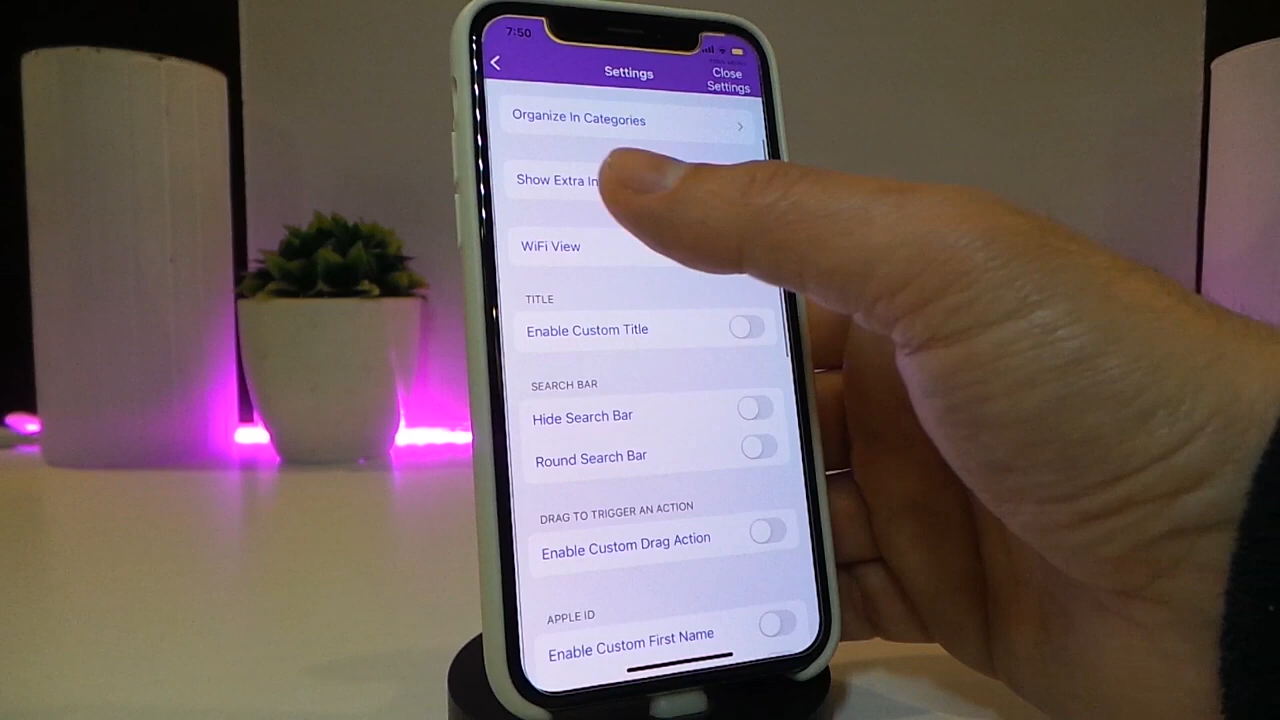 7:50
Settings
Close
Settings
Organize In Categories
Show Extra In
WiFi View
TITLE
Enable Custom Title
SEARCH BAR
Hide Search Bar
Round Search Bar
DRAG TO TRIGGER AN ACTION
Enable Custom Drag Action
APPLE ID
Enable Custom First Name